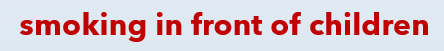 smoking in front of children